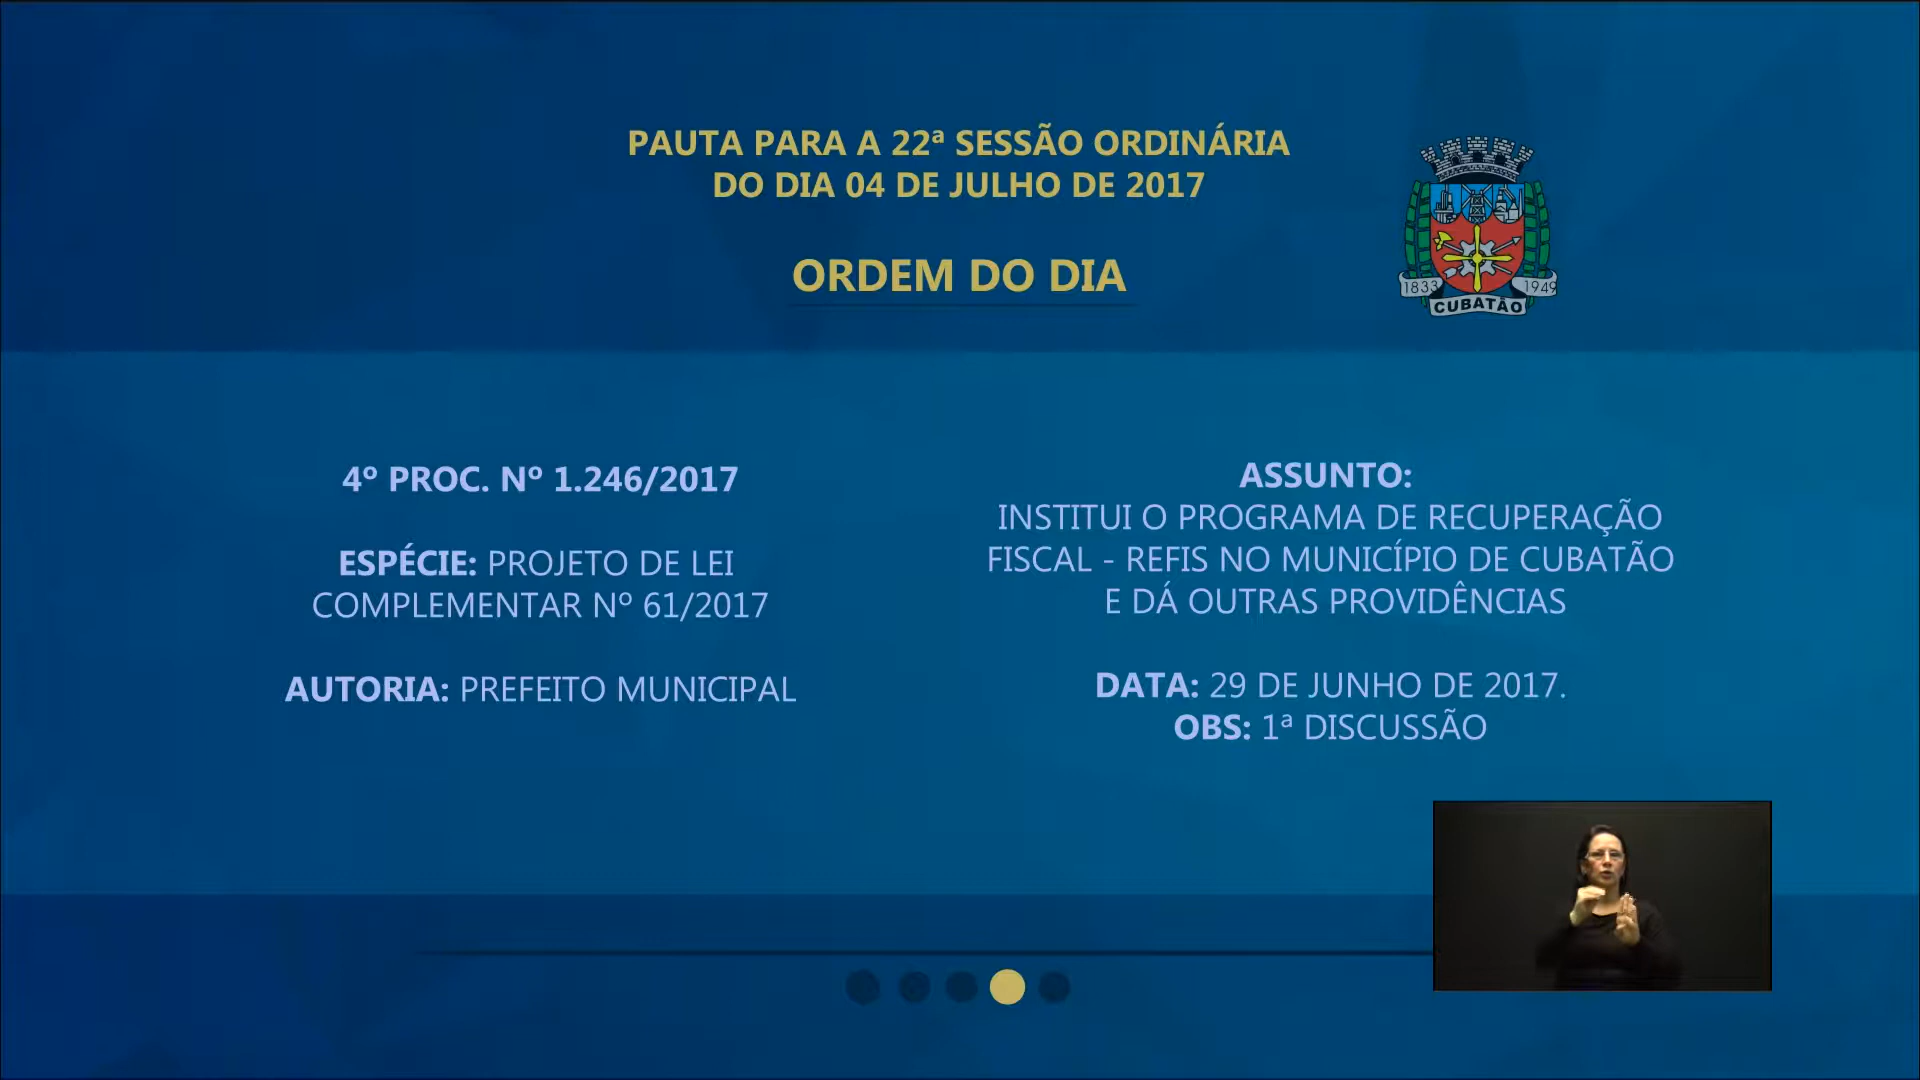 PAUTA PARA A 22ª SESSÃO ORDINÁRIA
DO DIA 04 DE JULHO DE 2017
ORDEM DO DIA
1833
1949
CUBATÃO
4º PROC. Nº 1.246/2017
ESPÉCIE: PROJETO DE LEI
COMPLEMENTAR Nº 61/2017
AUTORIA: PREFEITO MUNICIPAL
ASSUNTO:
INSTITUI O PROGRAMA DE RECUPERAÇÃO
FISCAL - REFIS NO MUNICÍPIO DE CUBATÃO
E DÁ OUTRAS PROVIDÊNCIAS
DATA: 29 DE JUNHO DE 2017.
OBS: 1ª DISCUSSÃO